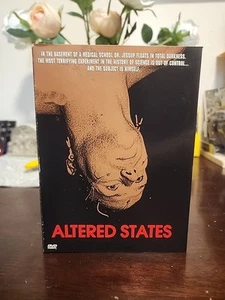 IN THE BASEMENT OF A MEDICAL SCHOOL DR. JESSUP FLOATS IN TOTAL DARKNESS.
THE MOST TERRIFYING EXPERIMENT IN THE HISTORY OF SCIENCE IS OUT OF CONTROL...
AND THE SUBJECT IS HIMSELF.
ALTERED STATES
DVD